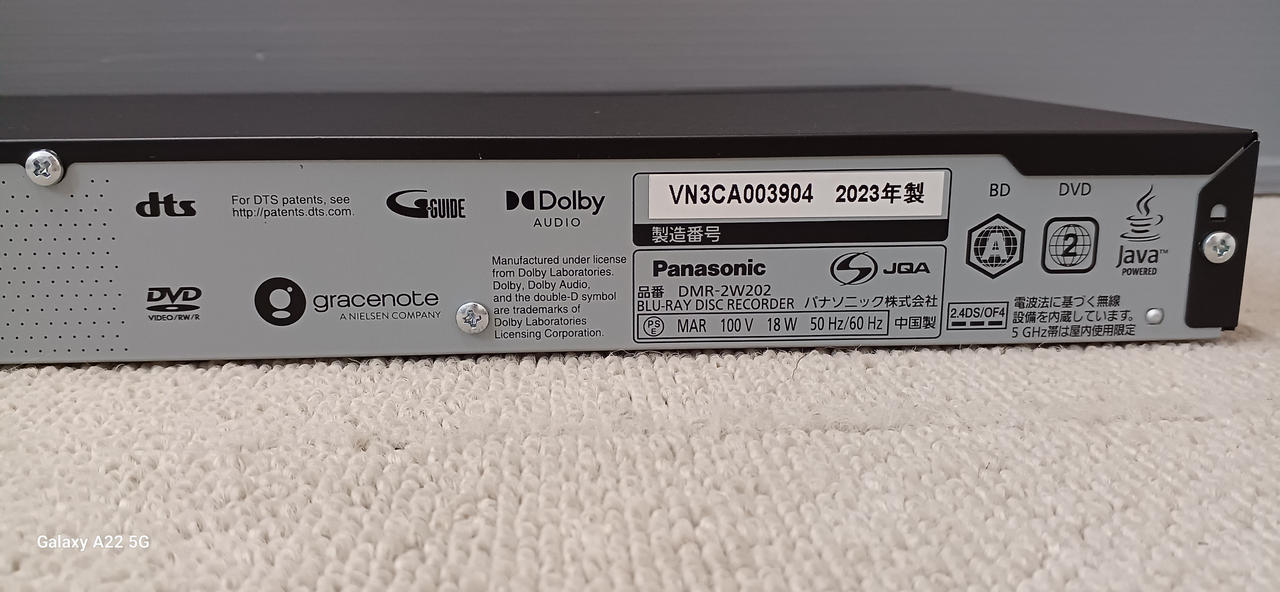 dts
For DTS patents, see
http://patents.dts.com.
G-GUIDE
Dolby
AUDIO
VN3CA003904 2023年製
製造番号
BD
DVD
A
2
Java™
POWERED
DVD
VIDEO/RW/R
gracenote
A NIELSEN COMPANY
Manufactured under license
from Dolby Laboratories.
Dolby, Dolby Audio,
and the double-D symbol
are trademarks of
Dolby Laboratories
Licensing Corporation.
Panasonic
JQA
品番 DMR-2W202
BLU-RAY DISC RECORDER パナソニック株式会社
PSE MAR 100 V 18 W 50 Hz/60 Hz 中国製
2.4DS/OF4
電波法に基づく無線
設備を内蔵しています。
5 GHz帯は屋内使用限定
Galaxy A22 5G